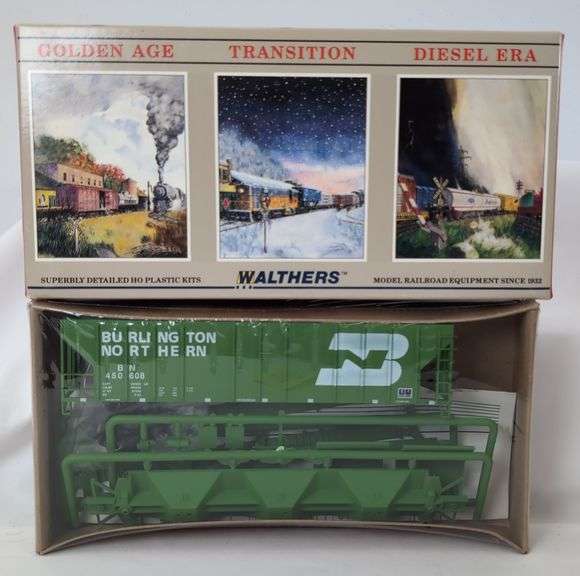 GOLDEN AGE TRANSITION DIESEL ERA
SUPERBLY DETAILED HO PLASTIC KITS WALTHERS™ MODEL RAILROAD EQUIPMENT SINCE 1932
BURLINGTON
NORTHERN
BN
450608